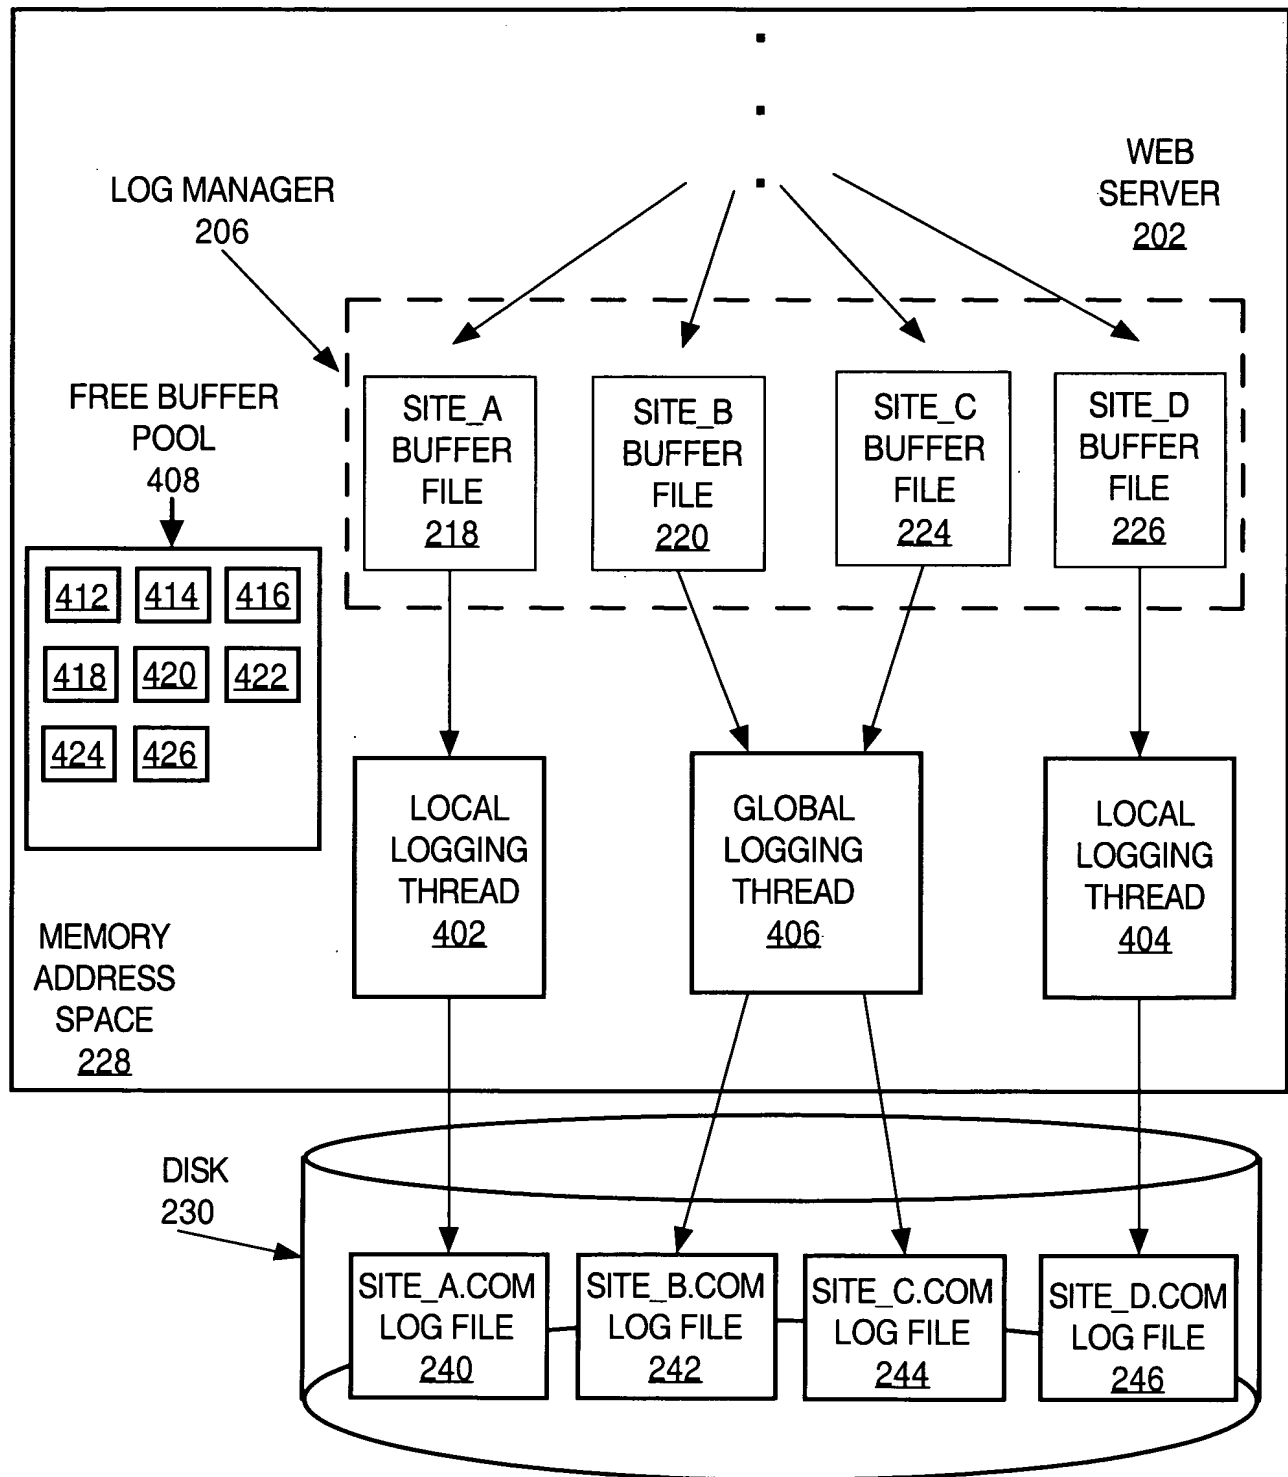 WEB
SERVER
202
LOG MANAGER
206
FREE BUFFER
POOL
408
SITE_A
BUFFER
FILE
218
SITE_B
BUFFER
FILE
220
SITE_C
BUFFER
FILE
224
SITE_D
BUFFER
FILE
226
412 414 416
418 420 422
424 426
LOCAL
LOGGING
THREAD
402
GLOBAL
LOGGING
THREAD
406
LOCAL
LOGGING
THREAD
404
MEMORY
ADDRESS
SPACE
228
DISK
230
SITE_A.COM
LOG FILE
240
SITE_B.COM
LOG FILE
242
SITE_C.COM
LOG FILE
244
SITE_D.COM
LOG FILE
246